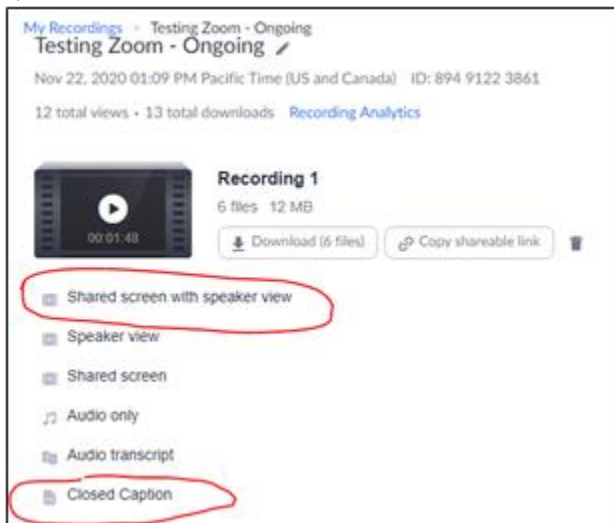 My Recordings > Testing Zoom - Ongoing
Testing Zoom - Ongoing
Nov 22, 2020 01:09 PM Pacific Time (US and Canada) ID: 894 9122 3861
12 total views • 13 total downloads Recording Analytics
Recording 1
6 files 12 MB
00:01:43
Download (6 files) Copy shareable link
Shared screen with speaker view
Speaker view
Shared screen
Audio only
Audio transcript
Closed Caption